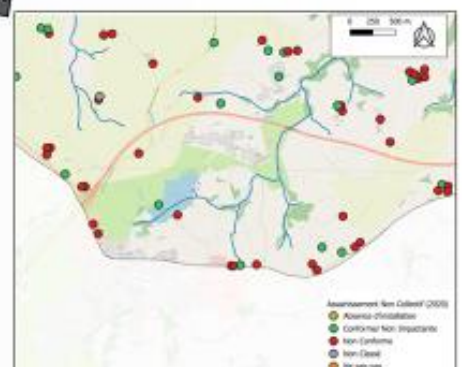 0 250 500 m
Assainissement Non Collectif (2020)
Absence d'installation
Conforme/ Non Impactante
Non Conforme
Non Classé